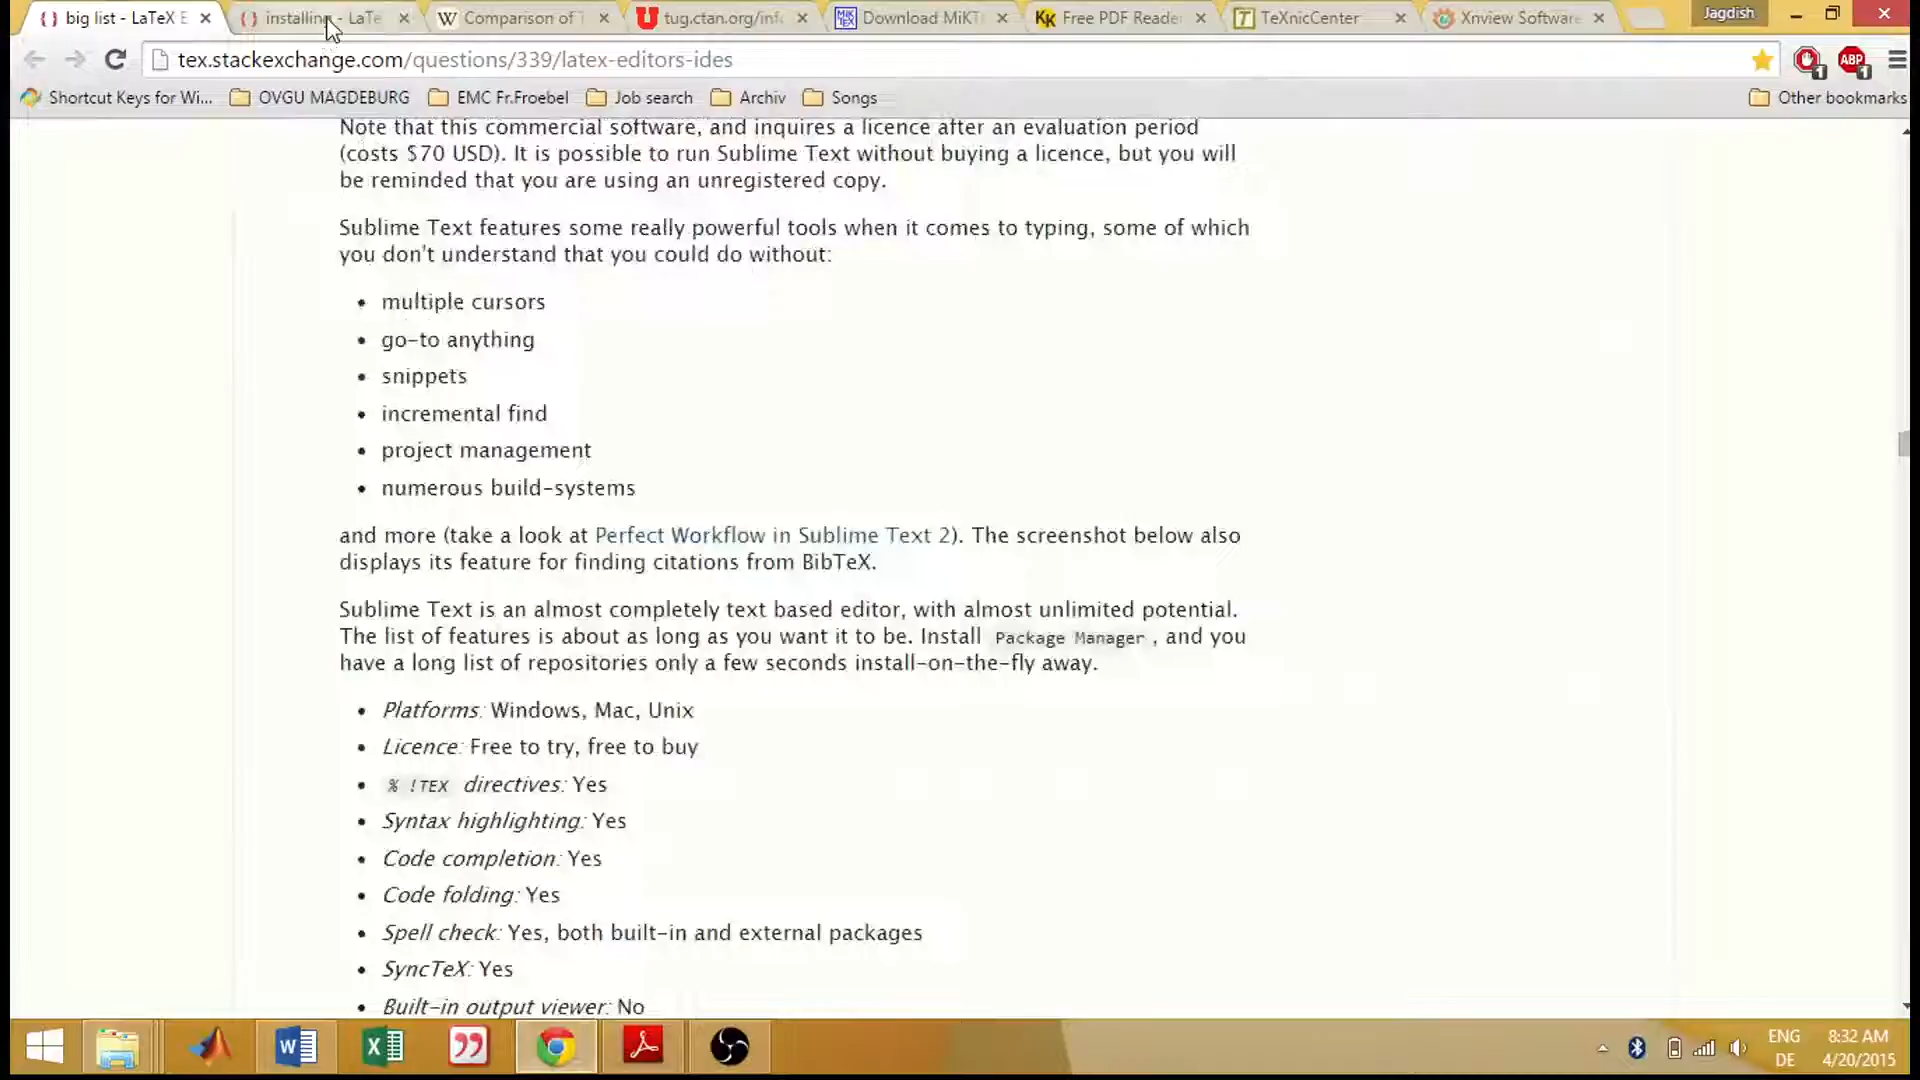 big list - LaTeX E
installing - LaTe
Comparison of T
tug.ctan.org/info
Download MiKT
Free PDF Reade
TeXnicCenter
Xnview Software
Jagdish
tex.stackexchange.com/questions/339/latex-editors-ides
ABP
1
1
Shortcut Keys for Wi...
OVGU MAGDEBURG
EMC Fr.Froebel
Job search
Archiv
Songs
Other bookmarks
Note that this commercial software, and inquires a licence after an evaluation period
(costs $70 USD). It is possible to run Sublime Text without buying a licence, but you will
be reminded that you are using an unregistered copy.
Sublime Text features some really powerful tools when it comes to typing, some of which
you don't understand that you could do without:
• multiple cursors
• go-to anything
• snippets
• incremental find
• project management
• numerous build-systems
and more (take a look at Perfect Workflow in Sublime Text 2). The screenshot below also
displays its feature for finding citations from BibTeX.
Sublime Text is an almost completely text based editor, with almost unlimited potential.
The list of features is about as long as you want it to be. Install Package Manager, and you
have a long list of repositories only a few seconds install-on-the-fly away.
• Platforms: Windows, Mac, Unix
• Licence: Free to try, free to buy
• % !TEX directives: Yes
• Syntax highlighting: Yes
• Code completion: Yes
• Code folding: Yes
• Spell check: Yes, both built-in and external packages
• SyncTeX: Yes
• Built-in output viewer: No
ENG
DE
8:32 AM
4/20/2015